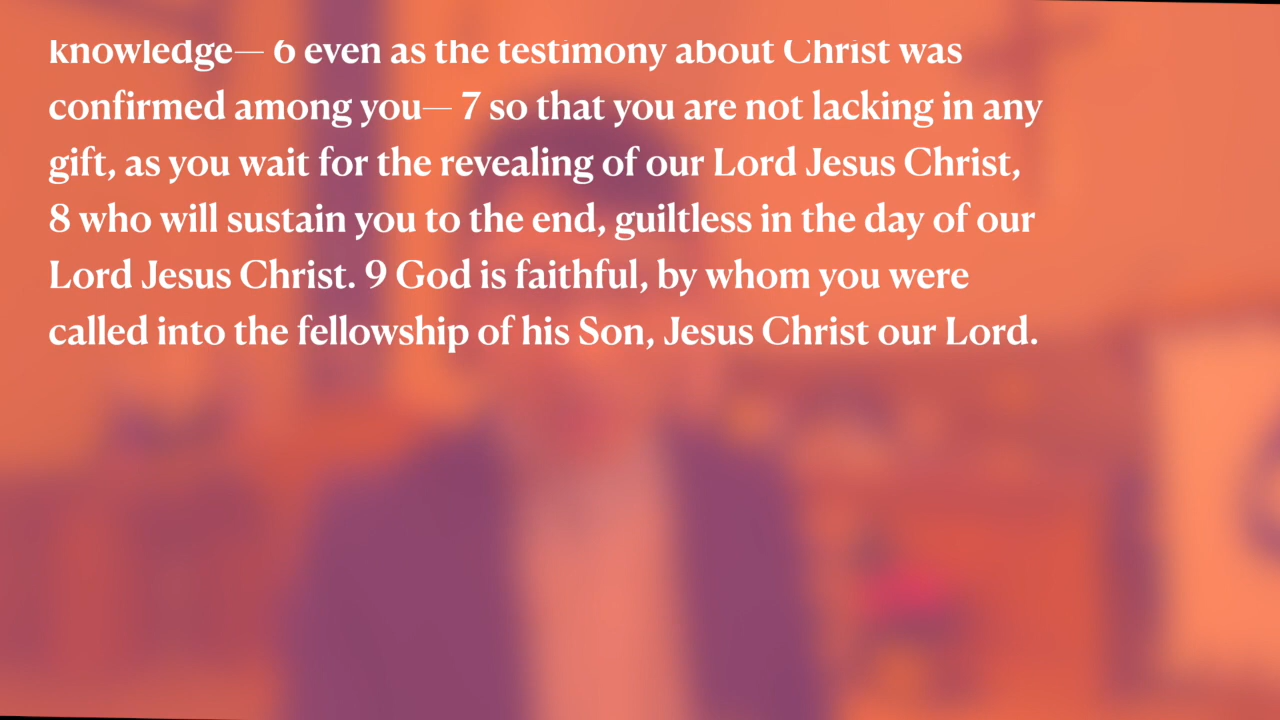 knowledge— 6 even as the testimony about Christ was
confirmed among you— 7 so that you are not lacking in any
gift, as you wait for the revealing of our Lord Jesus Christ,
8 who will sustain you to the end, guiltless in the day of our
Lord Jesus Christ. 9 God is faithful, by whom you were
called into the fellowship of his Son, Jesus Christ our Lord.